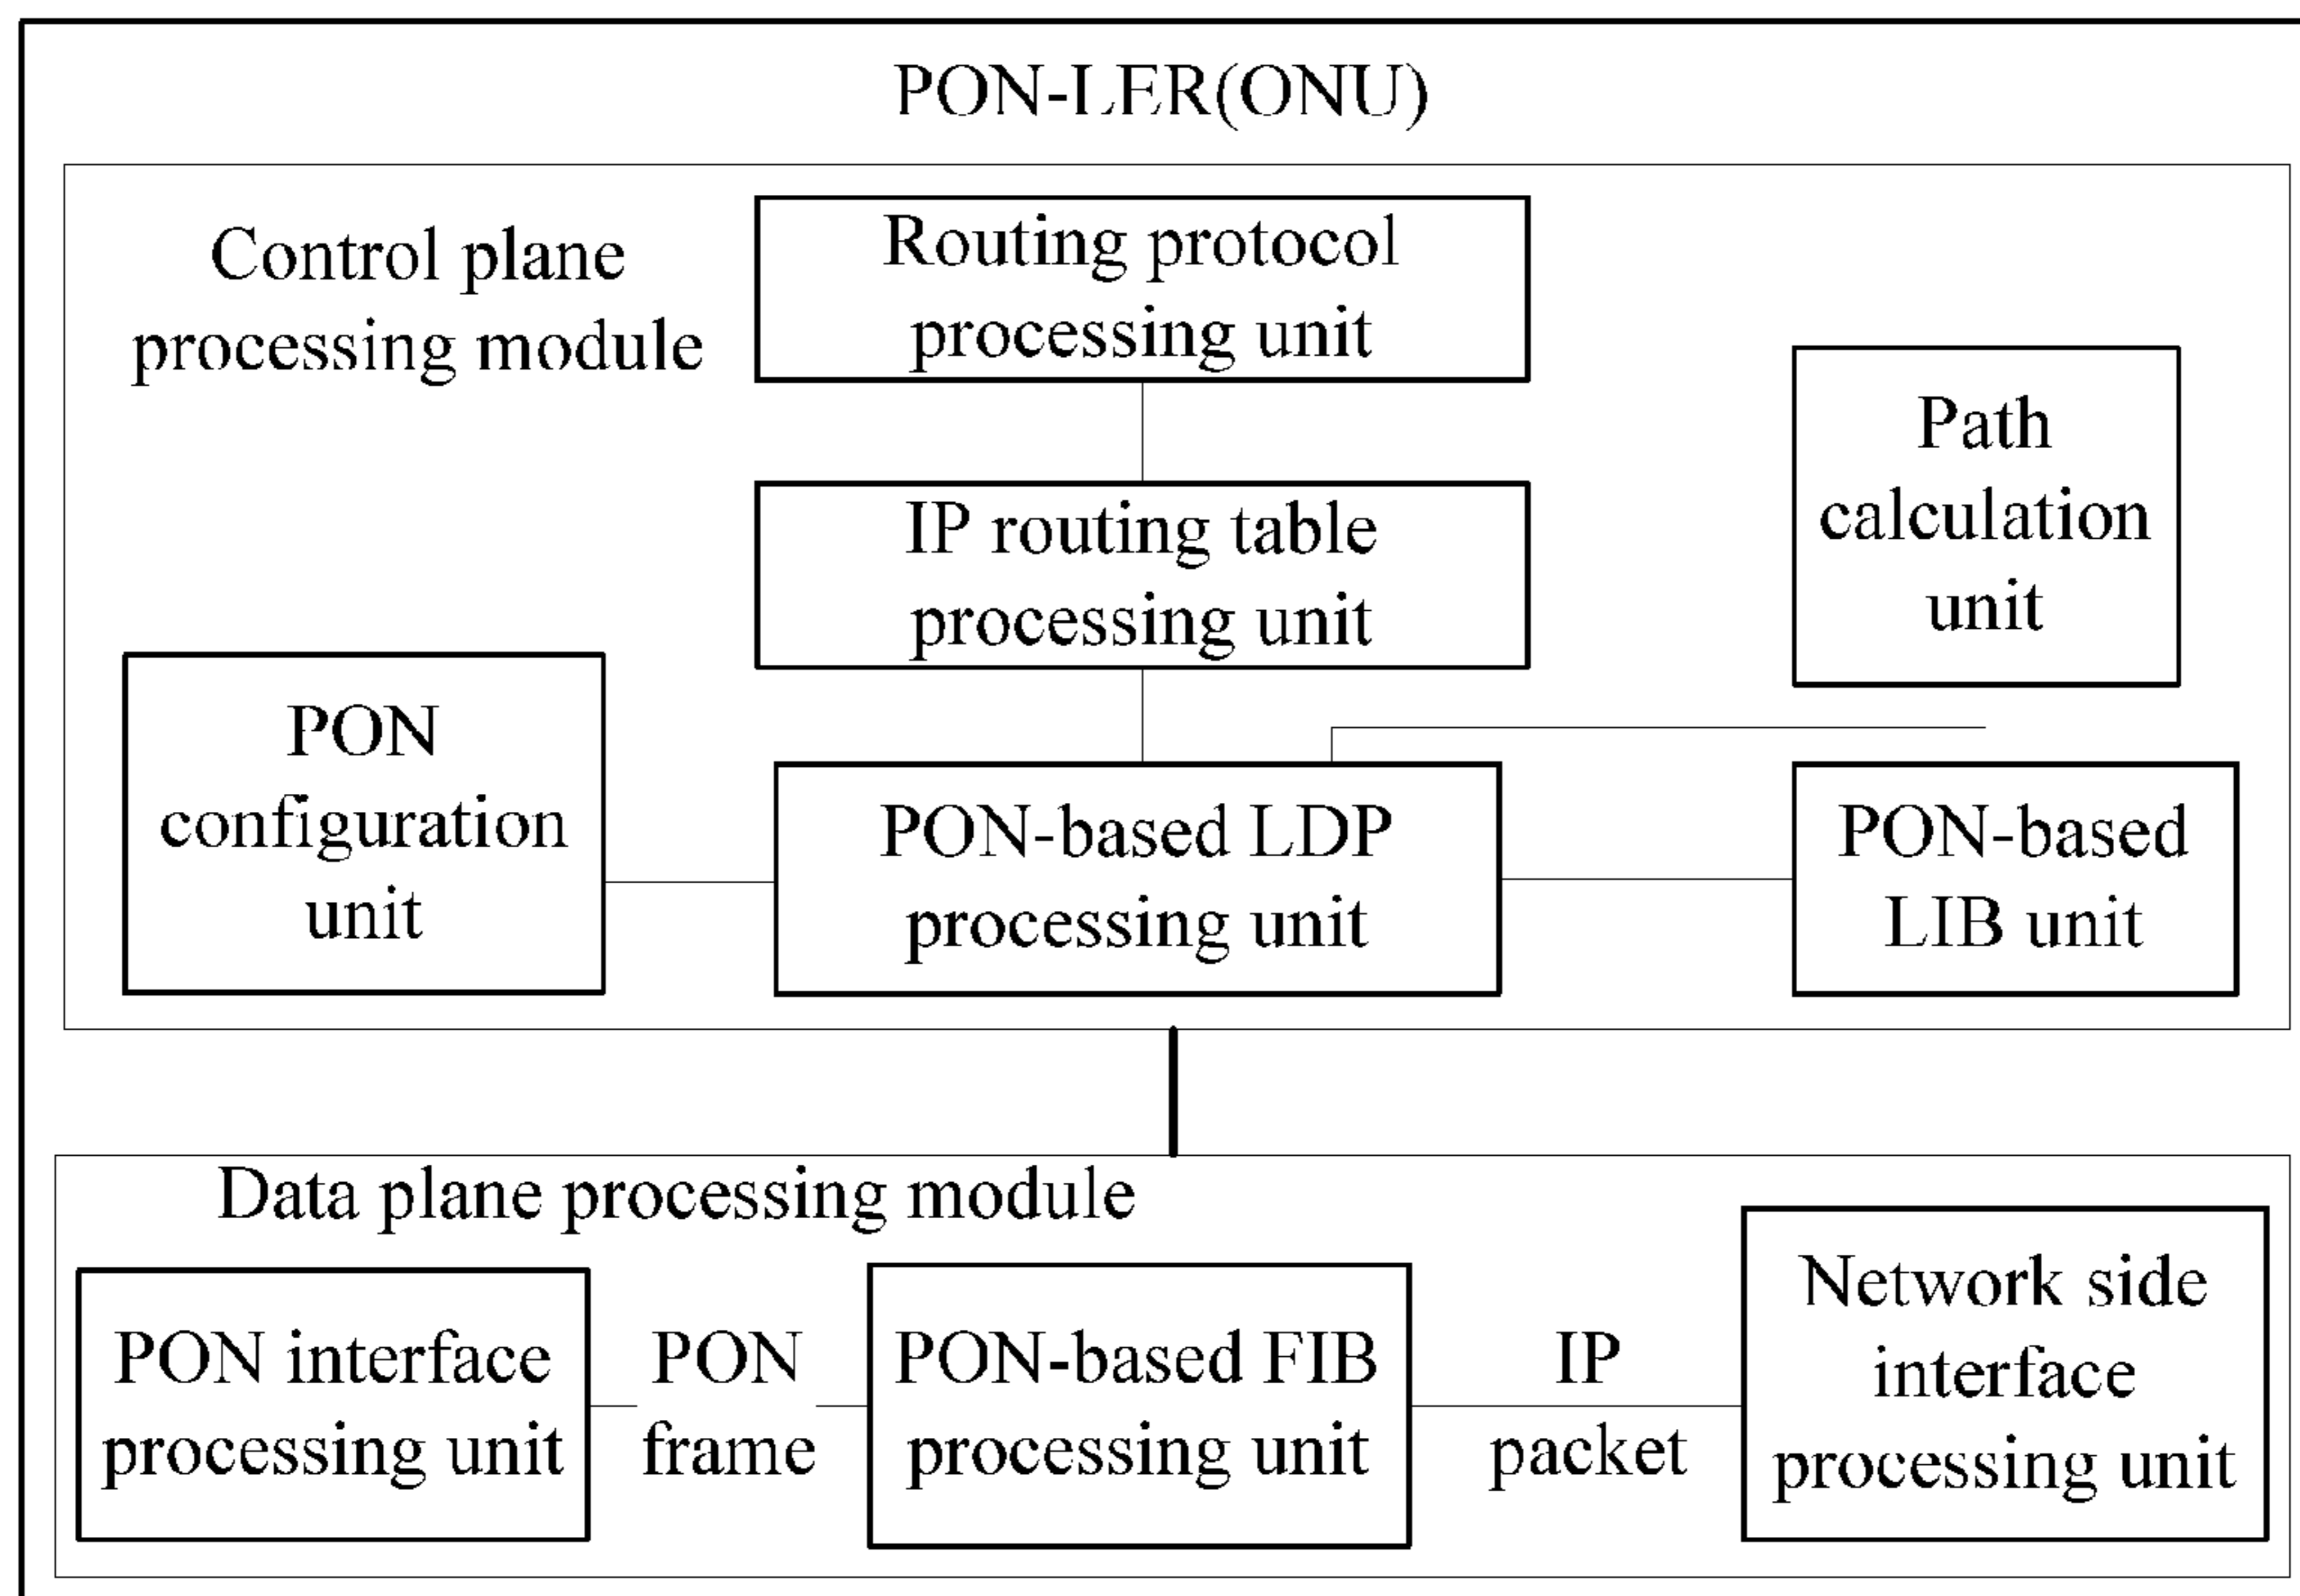 PON-LER(ONU)
Control plane
processing module
Routing protocol
processing unit
IP routing table
processing unit
Path
calculation
unit
PON
configuration
unit
PON-based LDP
processing unit
PON-based
LIB unit
Data plane processing module
PON interface
processing unit
PON
frame
PON-based FIB
processing unit
IP
packet
Network side
interface
processing unit